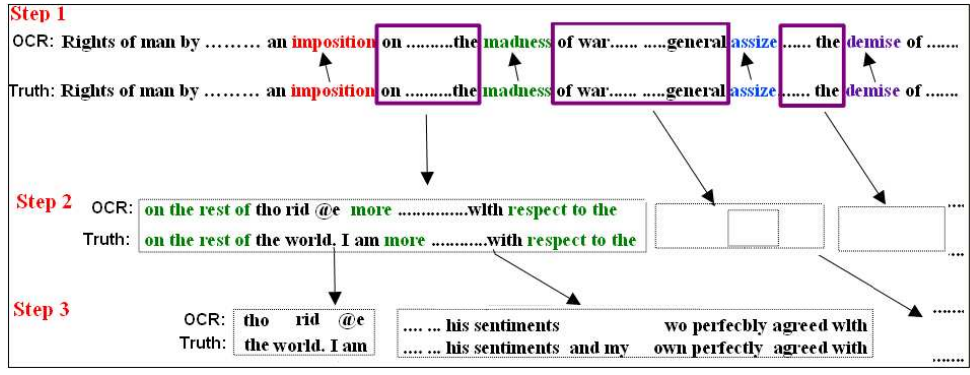 Step 1
OCR: Rights of man by ……… an imposition on ..........the madness of war...... .....general assize ...... the demise of .......
Truth: Rights of man by ……… an imposition on ..........the madness of war...... .....general assize ...... the demise of .......
Step 2
OCR: on the rest of tho rid @e more ...............wlth respect to the
.....
Truth: on the rest of the world. I am more ............with respect to the
......
Step 3
.......
OCR: tho rid @e .... ... his sentiments wo perfecbly agreed wlth
Truth: the world. I am .... ... his sentiments and my own perfectly agreed with
.......